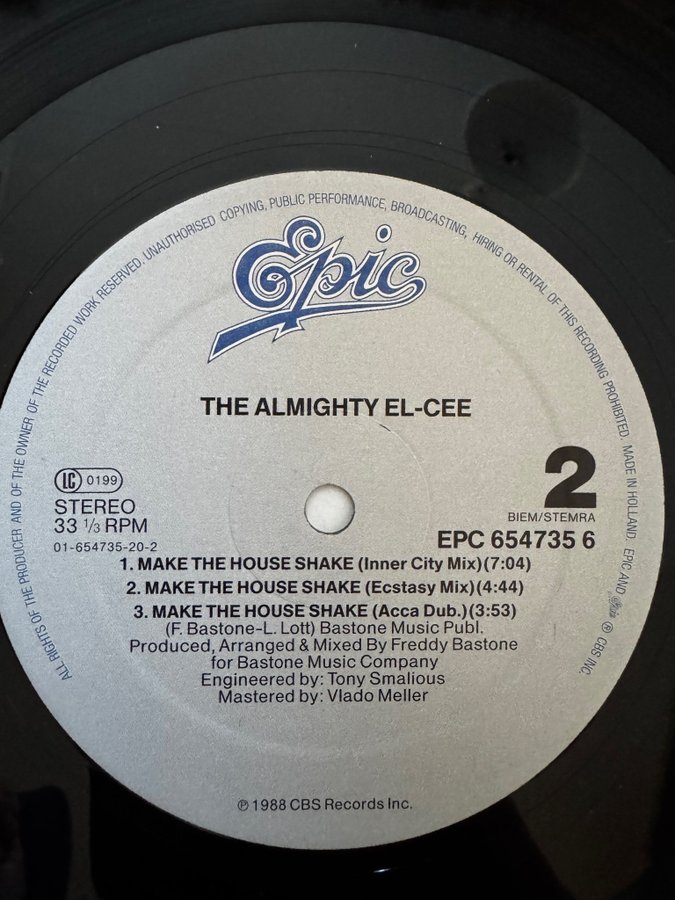 ALL RIGHTS OF THE PRODUCER AND OF THE OWNER OF THE RECORDED WORK RESERVED. UNAUTHORISED COPYING, PUBLIC PERFORMANCE, BROADCASTING, HIRING OR RENTAL OF THIS RECORDING PROHIBITED. MADE IN HOLLAND. EPIC AND Epic ® CBS INC.
Epic
THE ALMIGHTY EL-CEE
LC 0199
STEREO
33 1/3 RPM
01-654735-20-2
2
BIEM/STEMRA
EPC 654735 6
1. MAKE THE HOUSE SHAKE (Inner City Mix)(7:04)
2. MAKE THE HOUSE SHAKE (Ecstasy Mix)(4:44)
3. MAKE THE HOUSE SHAKE (Acca Dub.)(3:53)
(F. Bastone-L. Lott) Bastone Music Publ.
Produced, Arranged & Mixed By Freddy Bastone
for Bastone Music Company
Engineered by: Tony Smalious
Mastered by: Vlado Meller
℗ 1988 CBS Records Inc.